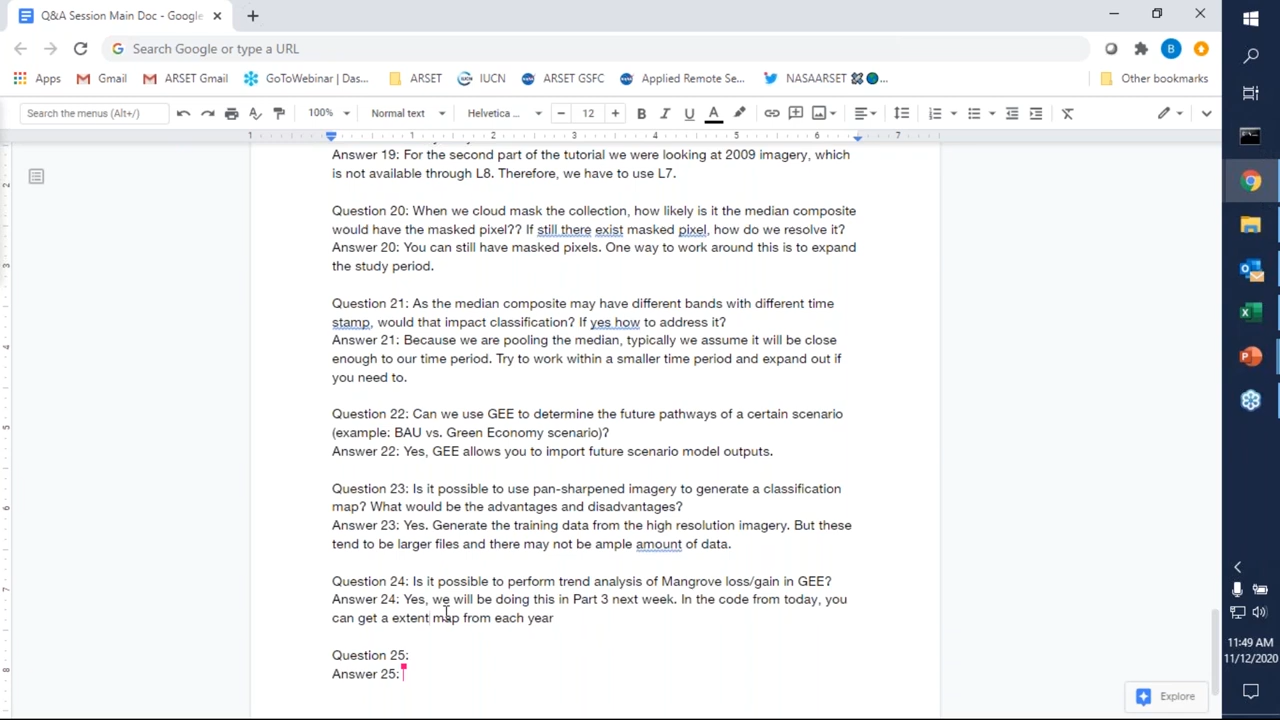 Q&A Session Main Doc - Google
Search Google or type a URL
B
Apps
Gmail
ARSET Gmail
GoToWebinar | Das...
ARSET
IUCN
ARSET GSFC
Applied Remote Se...
NASAARSET
...
Other bookmarks
Search the menus (Alt+/)
100%
Normal text
Helvetica ...
12
B
I
U
A
1
1
2
3
4
5
6
7
Answer 19: For the second part of the tutorial we were looking at 2009 imagery, which
is not available through L8. Therefore, we have to use L7.
Question 20: When we cloud mask the collection, how likely is it the median composite
would have the masked pixel?? If still there exist masked pixel, how do we resolve it?
Answer 20: You can still have masked pixels. One way to work around this is to expand
the study period.
Question 21: As the median composite may have different bands with different time
stamp, would that impact classification? If yes how to address it?
Answer 21: Because we are pooling the median, typically we assume it will be close
enough to our time period. Try to work within a smaller time period and expand out if
you need to.
Question 22: Can we use GEE to determine the future pathways of a certain scenario
(example: BAU vs. Green Economy scenario)?
Answer 22: Yes, GEE allows you to import future scenario model outputs.
Question 23: Is it possible to use pan-sharpened imagery to generate a classification
map? What would be the advantages and disadvantages?
Answer 23: Yes. Generate the training data from the high resolution imagery. But these
tend to be larger files and there may not be ample amount of data.
Question 24: Is it possible to perform trend analysis of Mangrove loss/gain in GEE?
Answer 24: Yes, we will be doing this in Part 3 next week. In the code from today, you
can get a extent map from each year
Question 25:
Answer 25:
2
3
4
5
6
7
8
Explore
11:49 AM
11/12/2020